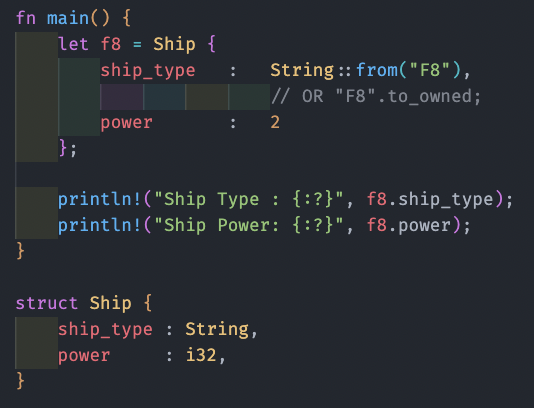 fn main() {
    let f8 = Ship {
        ship_type   :   String::from("F8"),
                        // OR "F8".to_owned;
        power       :   2
    };

    println!("Ship Type : {:?}", f8.ship_type);
    println!("Ship Power: {:?}", f8.power);
}

struct Ship {
    ship_type : String,
    power     : i32,
}